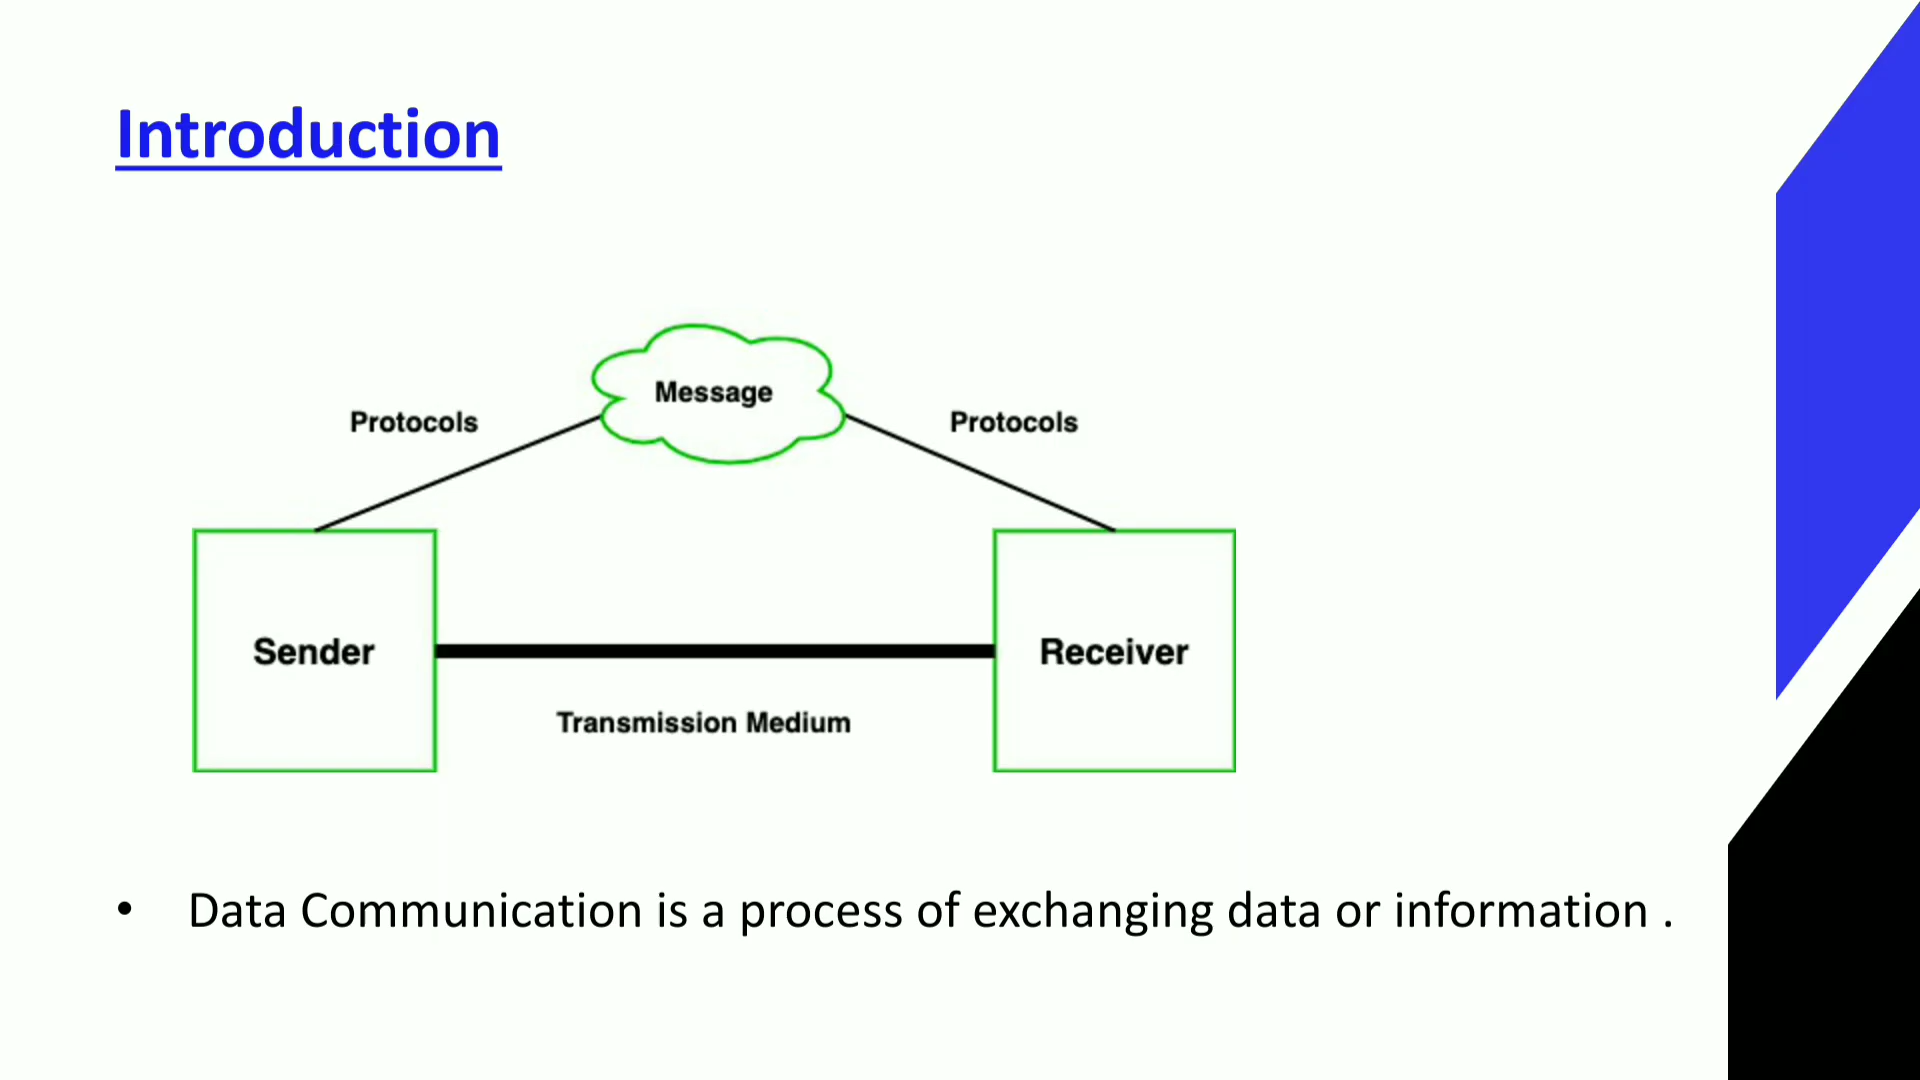 Introduction
Message
Protocols
Protocols
Sender
Receiver
Transmission Medium
• Data Communication is a process of exchanging data or information .